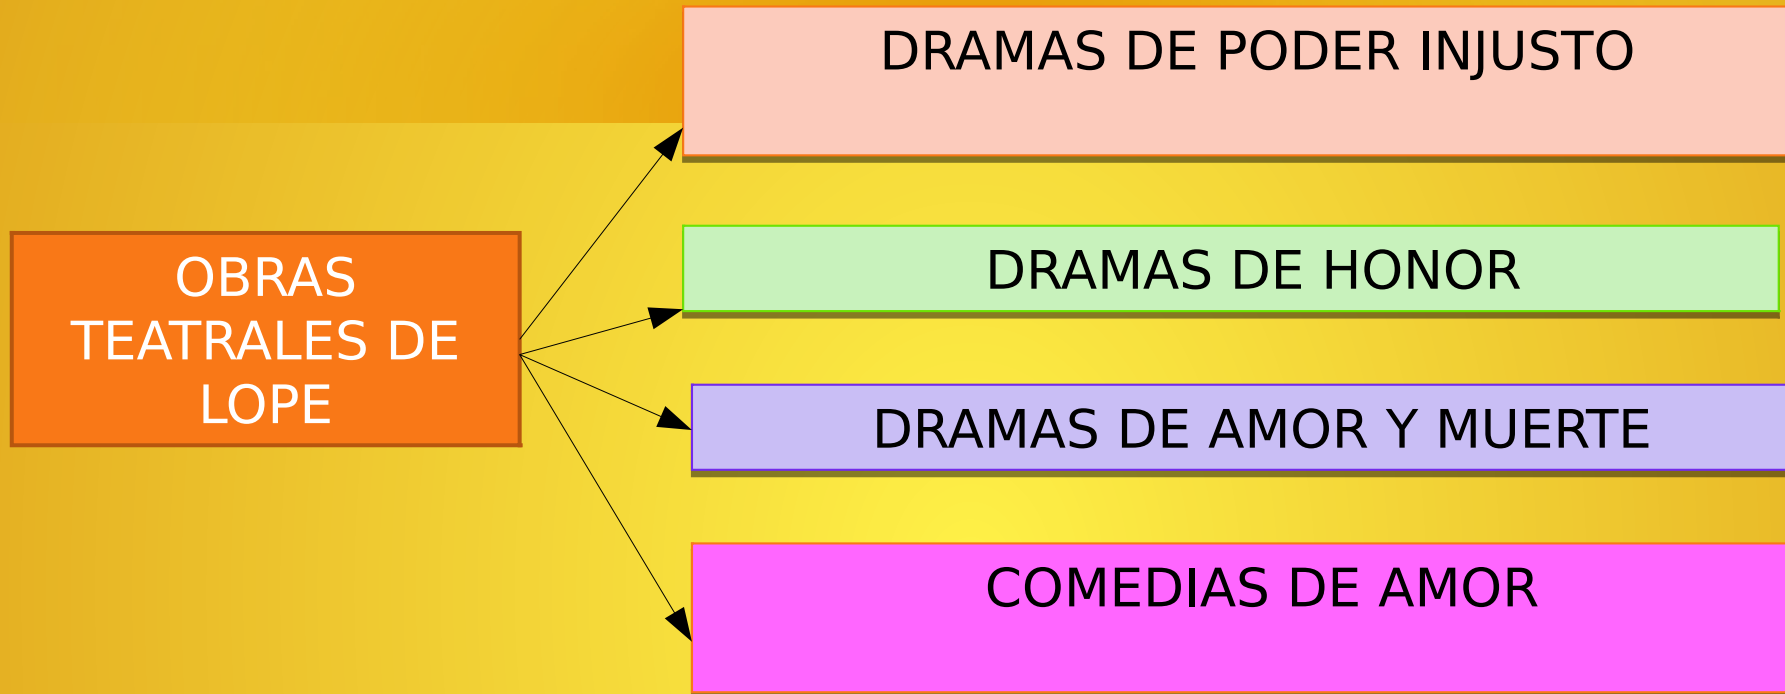 OBRAS
TEATRALES DE
LOPE
DRAMAS DE PODER INJUSTO
DRAMAS DE HONOR
DRAMAS DE AMOR Y MUERTE
COMEDIAS DE AMOR